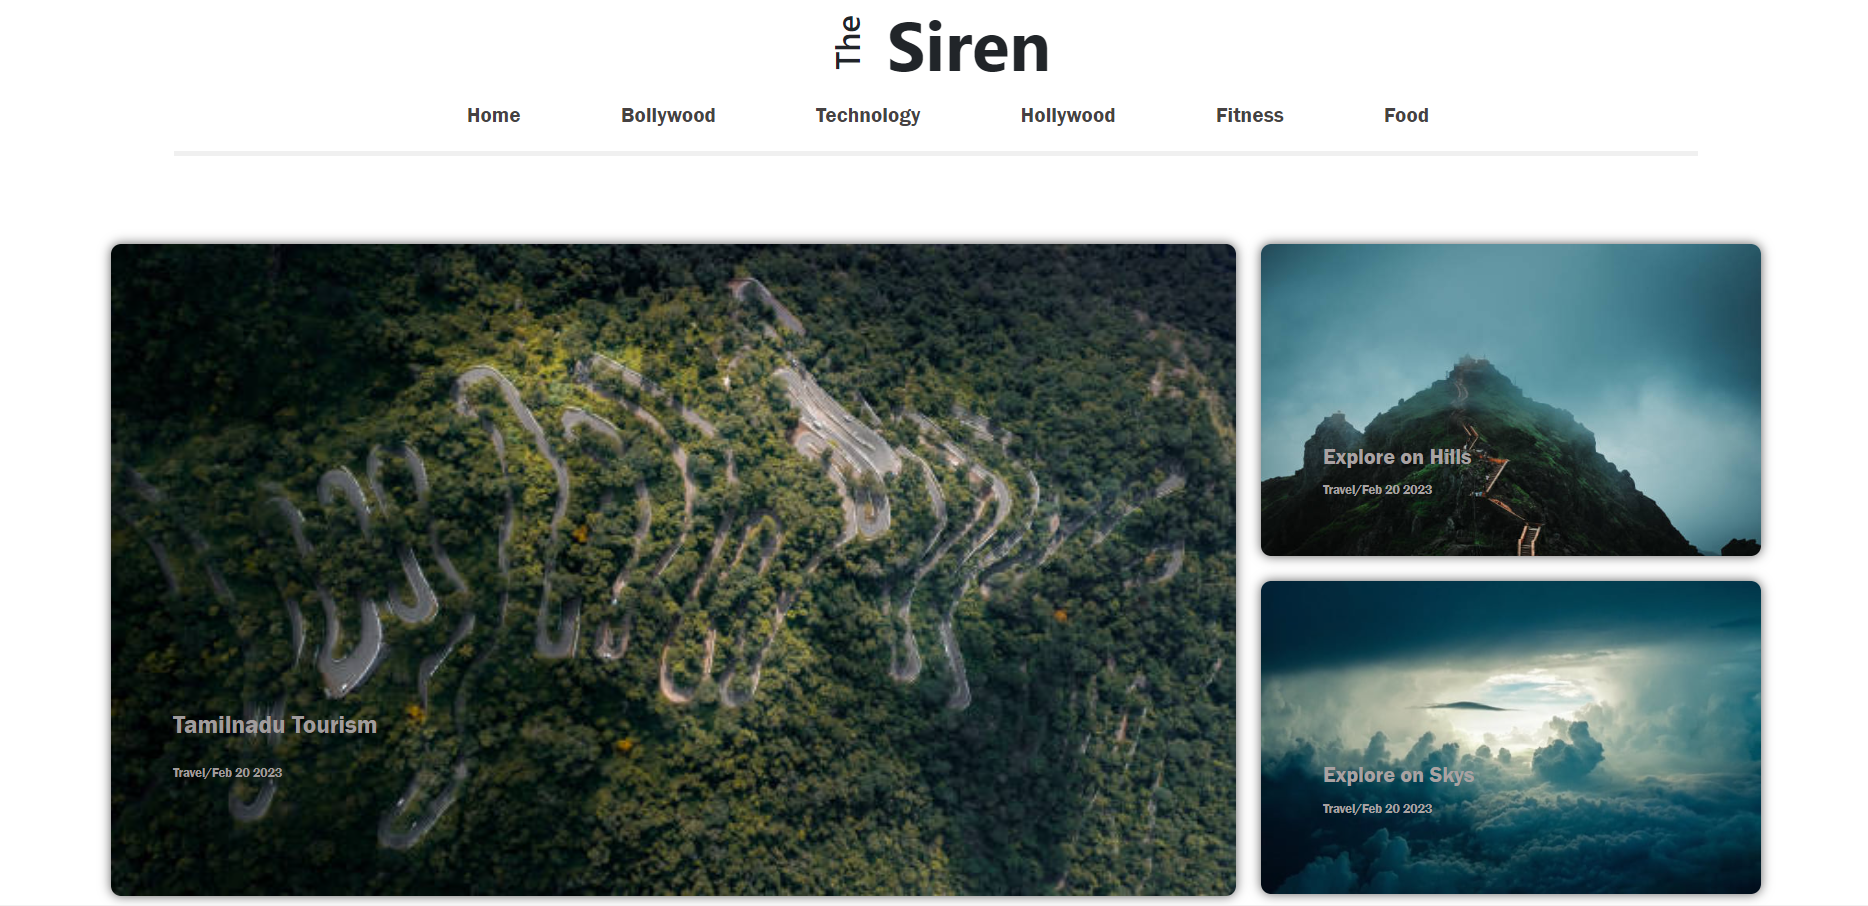 The Siren
Home Bollywood Technology Hollywood Fitness Food
Tamilnadu Tourism
Travel/Feb 20 2023
Explore on Hills
Travel/Feb 20 2023
Explore on Skys
Travel/Feb 20 2023